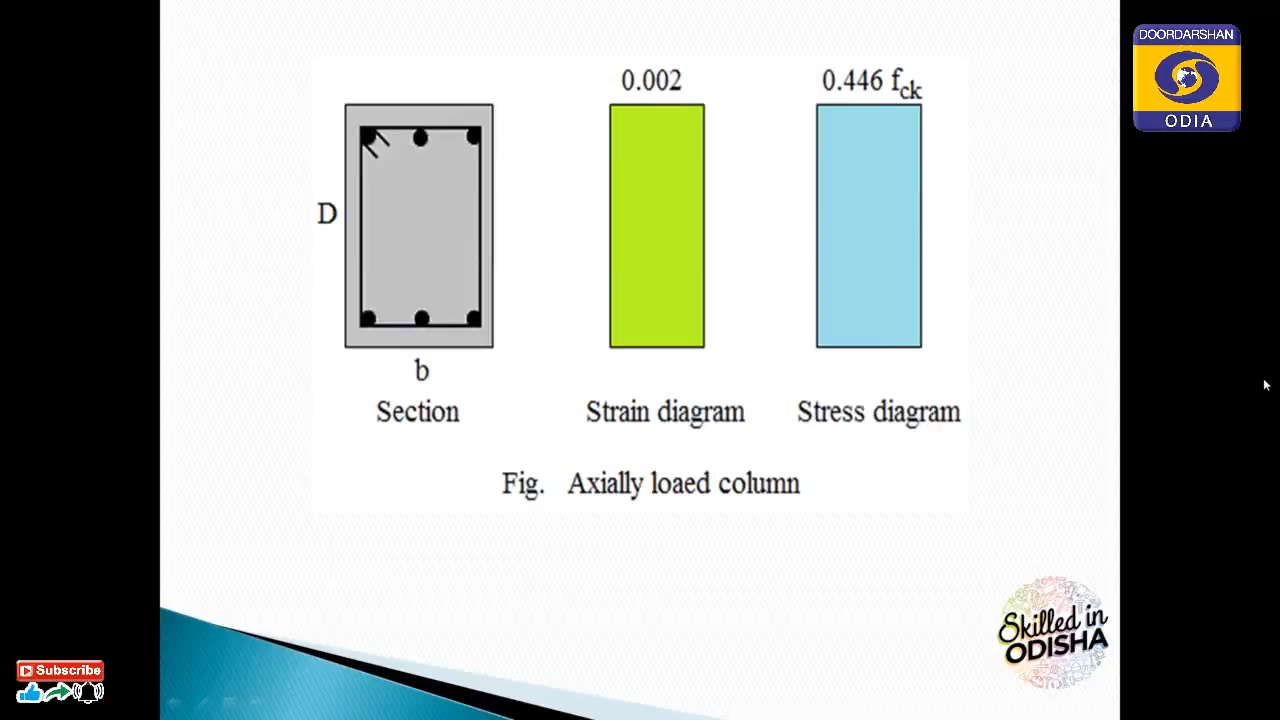 DOORDARSHAN
ODIA
0.002
0.446 fck
D
b
Section
Strain diagram
Stress diagram
Fig. Axially loaed column
Skilled in
ODISHA
Subscribe